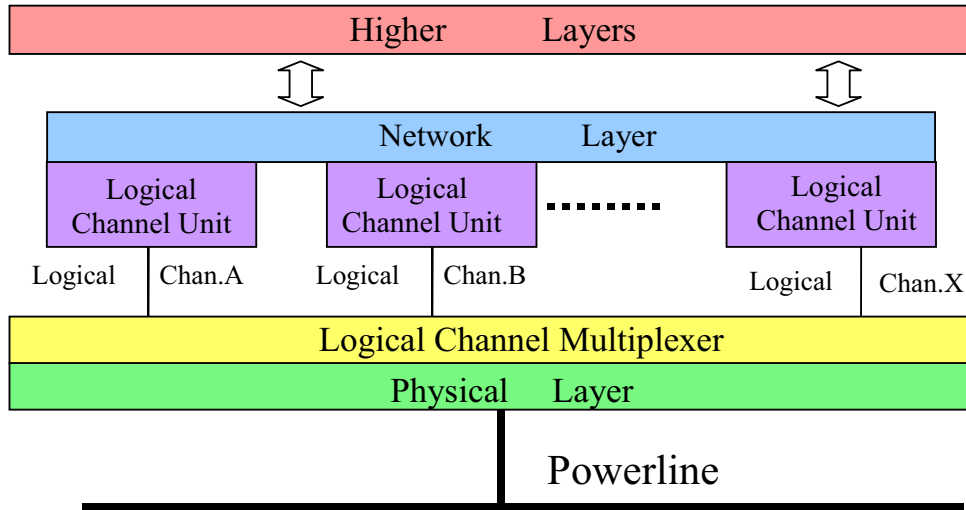 Higher Layers
Network Layer
Logical
Channel Unit
Logical
Channel Unit
Logical
Channel Unit
Logical Chan.A
Logical Chan.B
Logical Chan.X
Logical Channel Multiplexer
Physical Layer
Powerline